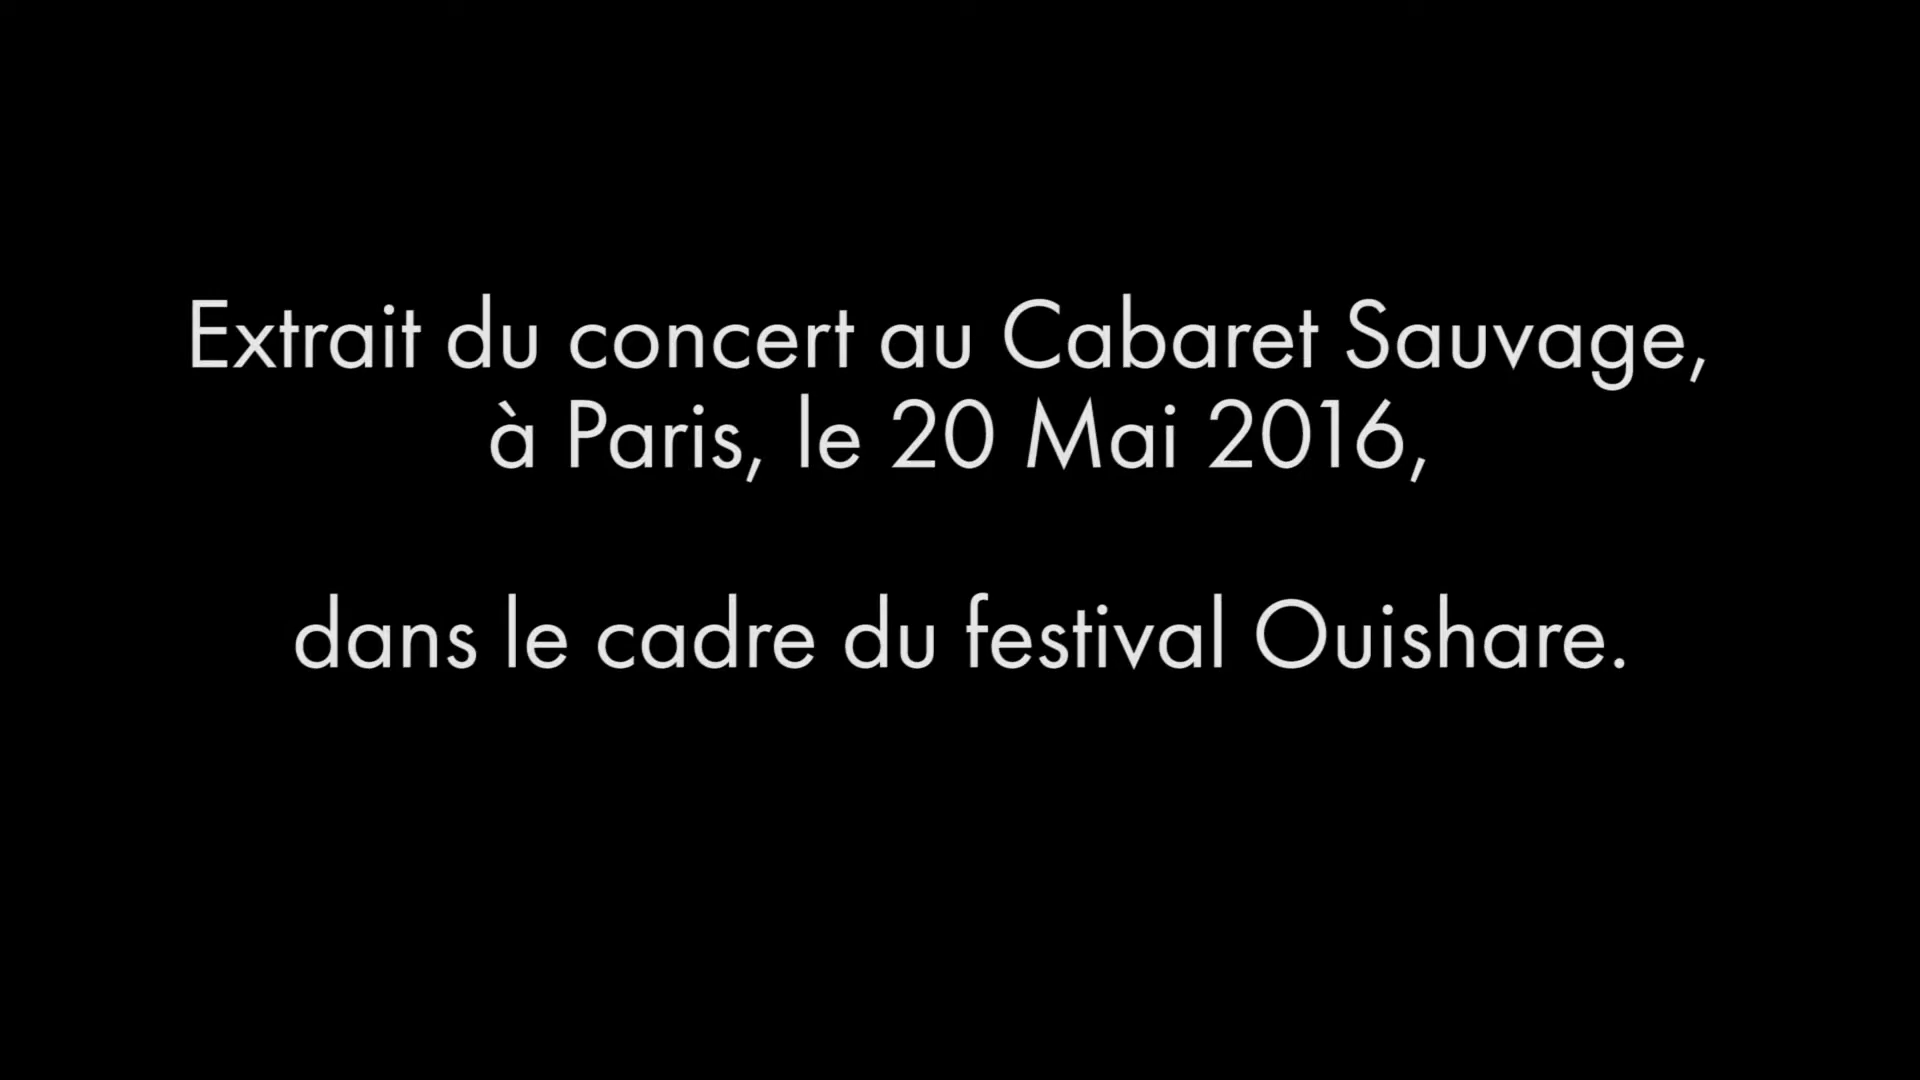 Extrait du concert au Cabaret Sauvage,
à Paris, le 20 Mai 2016,
dans le cadre du festival Ouishare.